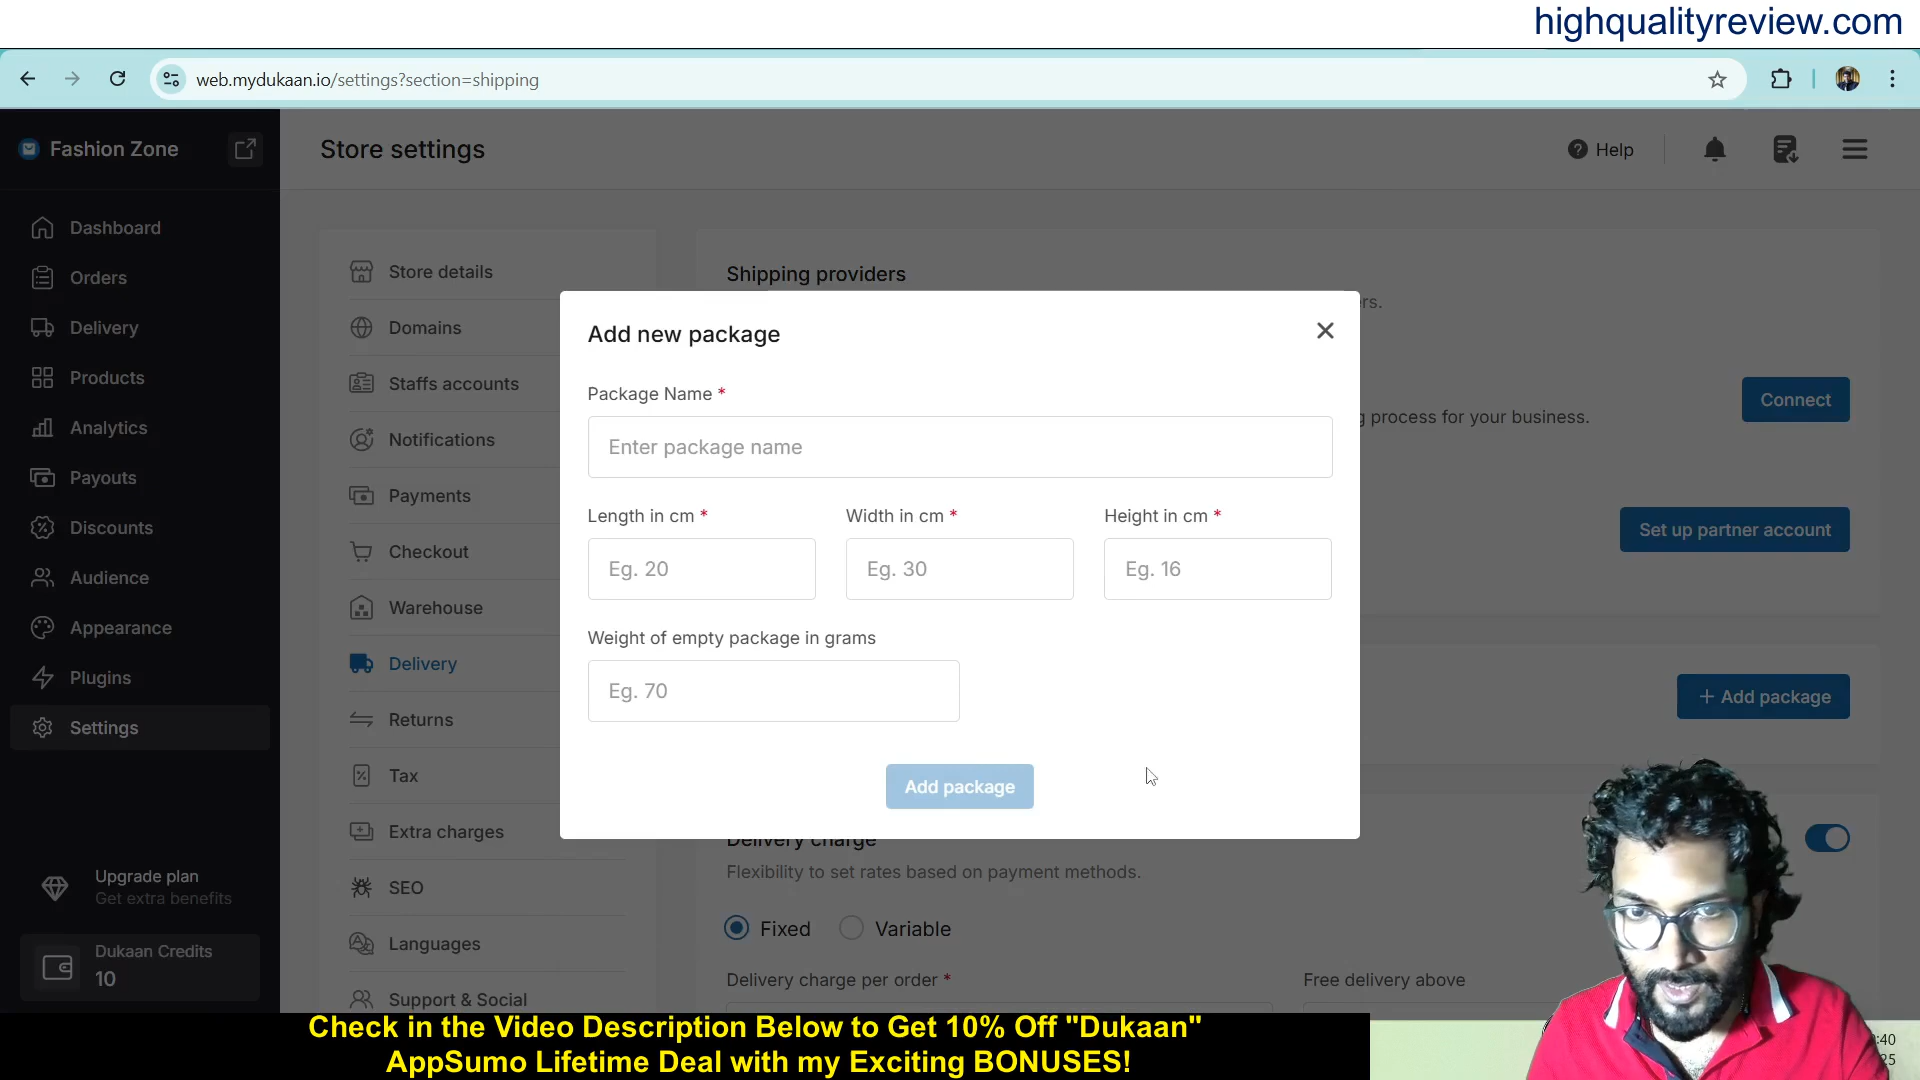 highqualityreview.com
web.mydukaan.io/settings?section=shipping
Fashion Zone
Store settings
Help
Dashboard
Orders
Delivery
Products
Analytics
Payouts
Discounts
Audience
Appearance
Plugins
Settings
Upgrade plan
Get extra benefits
Dukaan Credits
10
Store details
Domains
Staffs accounts
Notifications
Payments
Checkout
Warehouse
Delivery
Returns
Tax
Extra charges
SEO
Languages
Support & Social
Shipping providers
rs.
Connect
process for your business.
Set up partner account
+ Add package
Add new package
Package Name *
Enter package name
Length in cm *
Width in cm *
Height in cm *
Eg. 20
Eg. 30
Eg. 16
Weight of empty package in grams
Eg. 70
Add package
Delivery charge
Flexibility to set rates based on payment methods.
Fixed
Variable
Delivery charge per order *
Free delivery above
Check in the Video Description Below to Get 10% Off "Dukaan"
AppSumo Lifetime Deal with my Exciting BONUSES!
:40
25